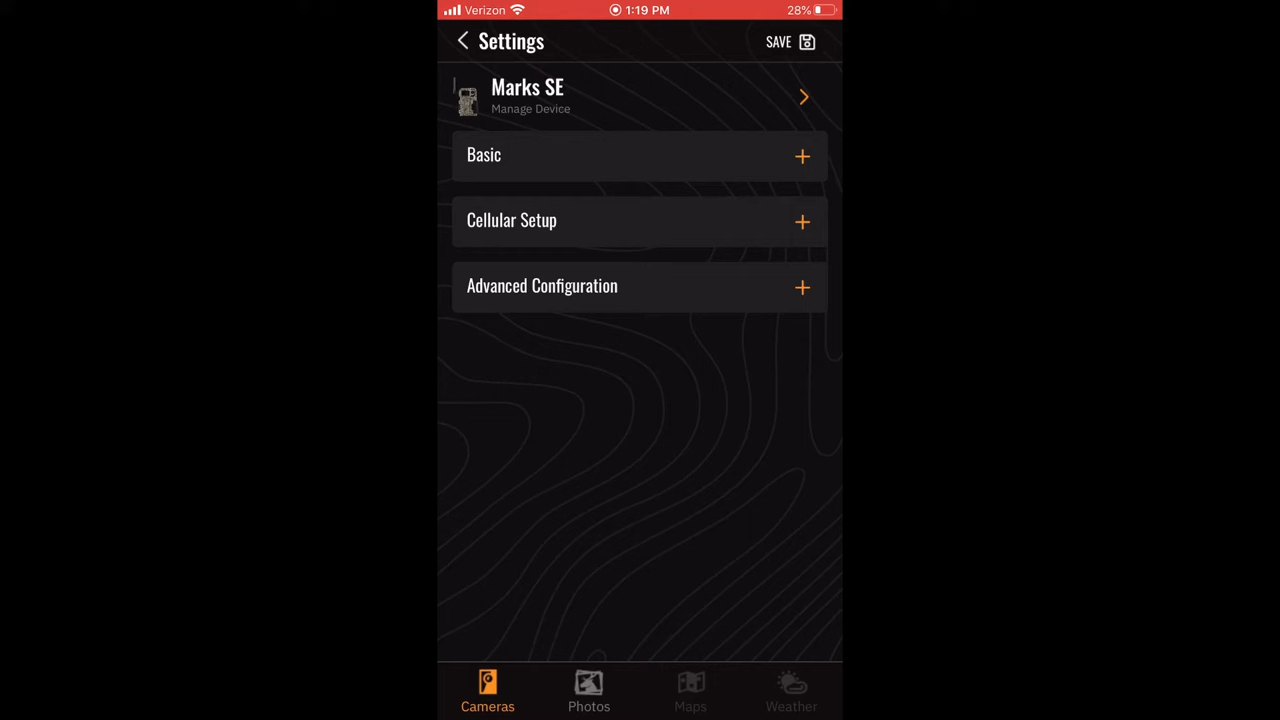 Verizon 1:19 PM 28%
Settings SAVE
Marks SE
Manage Device
Basic
Cellular Setup
Advanced Configuration
Cameras Photos Maps Weather